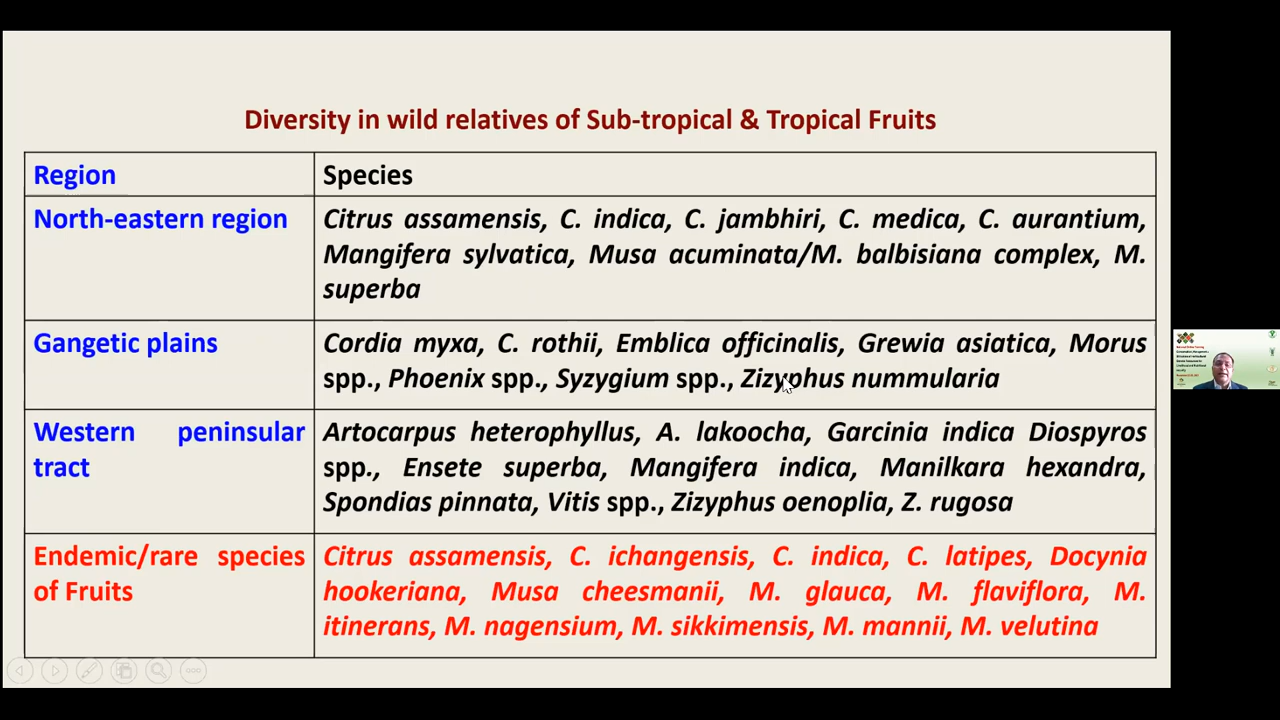 Diversity in wild relatives of Sub-tropical & Tropical Fruits
Region
Species
North-eastern region
Citrus assamensis, C. indica, C. jambhiri, C. medica, C. aurantium,
Mangifera sylvatica, Musa acuminata/M. balbisiana complex, M.
superba
Gangetic plains
Cordia myxa, C. rothii, Emblica officinalis, Grewia asiatica, Morus
spp., Phoenix spp., Syzygium spp., Zizyphus nummularia
Western peninsular
tract
Artocarpus heterophyllus, A. lakoocha, Garcinia indica Diospyros
spp., Ensete superba, Mangifera indica, Manilkara hexandra,
Spondias pinnata, Vitis spp., Zizyphus oenoplia, Z. rugosa
Endemic/rare species
of Fruits
Citrus assamensis, C. ichangensis, C. indica, C. latipes, Docynia
hookeriana, Musa cheesmanii, M. glauca, M. flaviflora, M.
itinerans, M. nagensium, M. sikkimensis, M. mannii, M. velutina